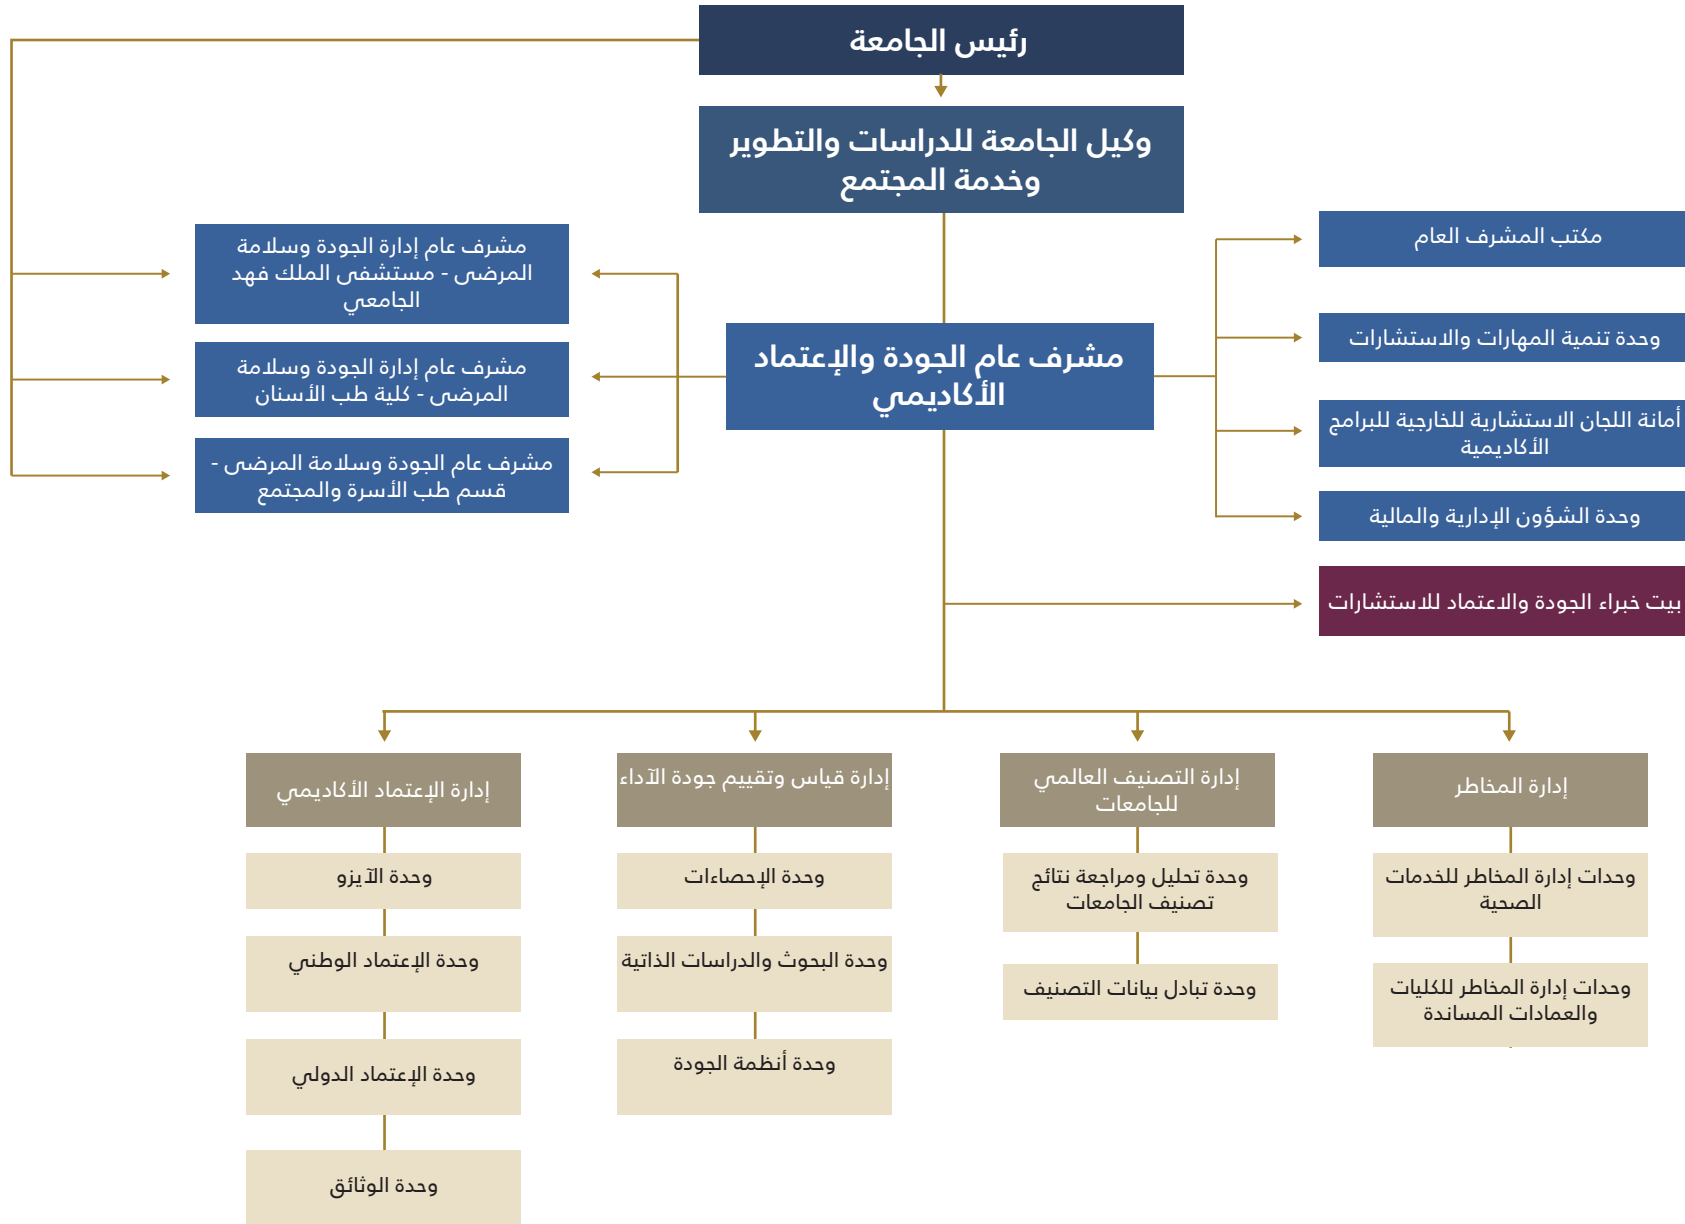 رئيس الجامعة
وكيل الجامعة للدراسات والتطوير
وخدمة المجتمع
مكتب المشرف العام
وحدة تنمية المهارات والاستشارات
أمانة اللجان الاستشارية للخارجية للبرامج
الأكاديمية
وحدة الشؤون الإدارية والمالية
بيت خبراء الجودة والاعتماد للاستشارات
مشرف عام الجودة والإعتماد
الأكاديمي
مشرف عام إدارة الجودة وسلامة
المرضى - مستشفى الملك فهد
الجامعي
مشرف عام إدارة الجودة وسلامة
المرضى - كلية طب الأسنان
مشرف عام الجودة وسلامة المرضى -
قسم طب الأسرة والمجتمع
إدارة المخاطر
وحدات إدارة المخاطر للخدمات
الصحية
وحدات إدارة المخاطر للكليات
والعمادات المساندة
إدارة التصنيف العالمي
للجامعات
وحدة تحليل ومراجعة نتائج
تصنيف الجامعات
وحدة تبادل بيانات التصنيف
إدارة قياس وتقييم جودة الآداء
وحدة الإحصاءات
وحدة البحوث والدراسات الذاتية
وحدة أنظمة الجودة
إدارة الإعتماد الأكاديمي
وحدة الآيزو
وحدة الإعتماد الوطني
وحدة الإعتماد الدولي
وحدة الوثائق